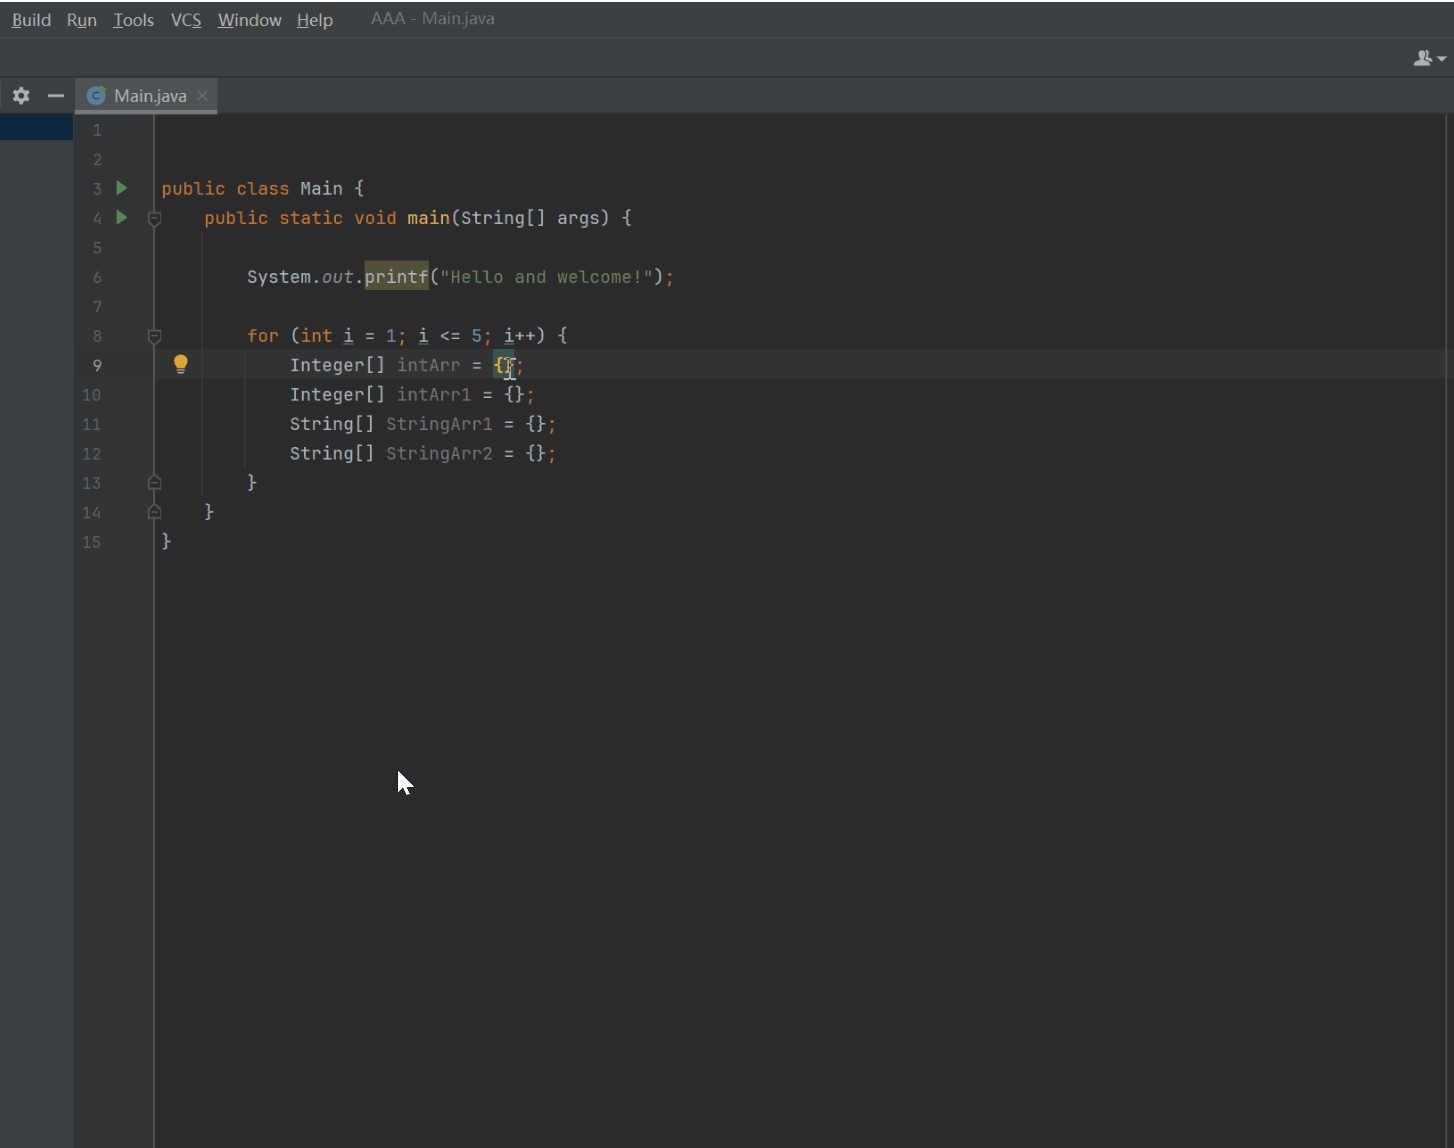 Build Run Tools VCS Window Help AAA - Main.java
Main.java
1
2
3 public class Main {
4 public static void main(String[] args) {
5
6 System.out.printf("Hello and welcome!");
7
8 for (int i = 1; i <= 5; i++) {
9 Integer[] intArr = {};
10 Integer[] intArr1 = {};
11 String[] StringArr1 = {};
12 String[] StringArr2 = {};
13 }
14 }
15 }